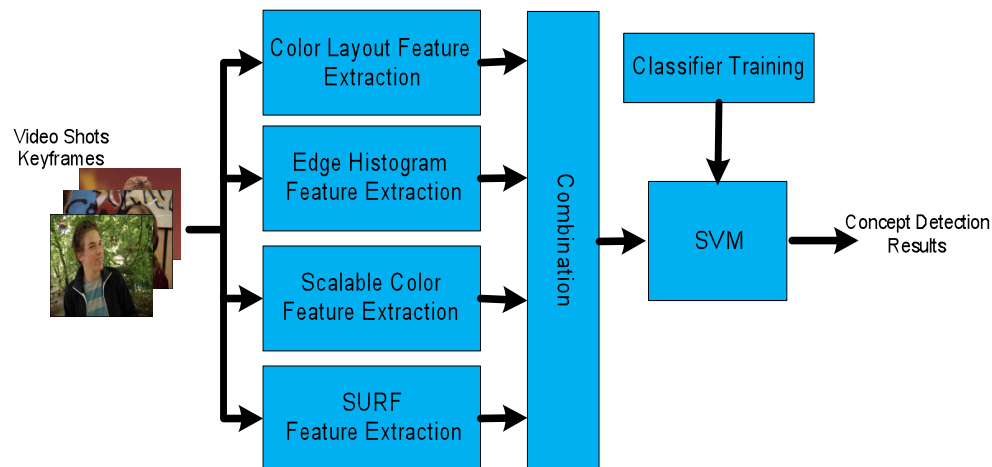 Video Shots
Keyframes
Color Layout Feature
Extraction
Edge Histogram
Feature Extraction
Scalable Color
Feature Extraction
SURF
Feature Extraction
Combination
Classifier Training
SVM
Concept Detection
Results